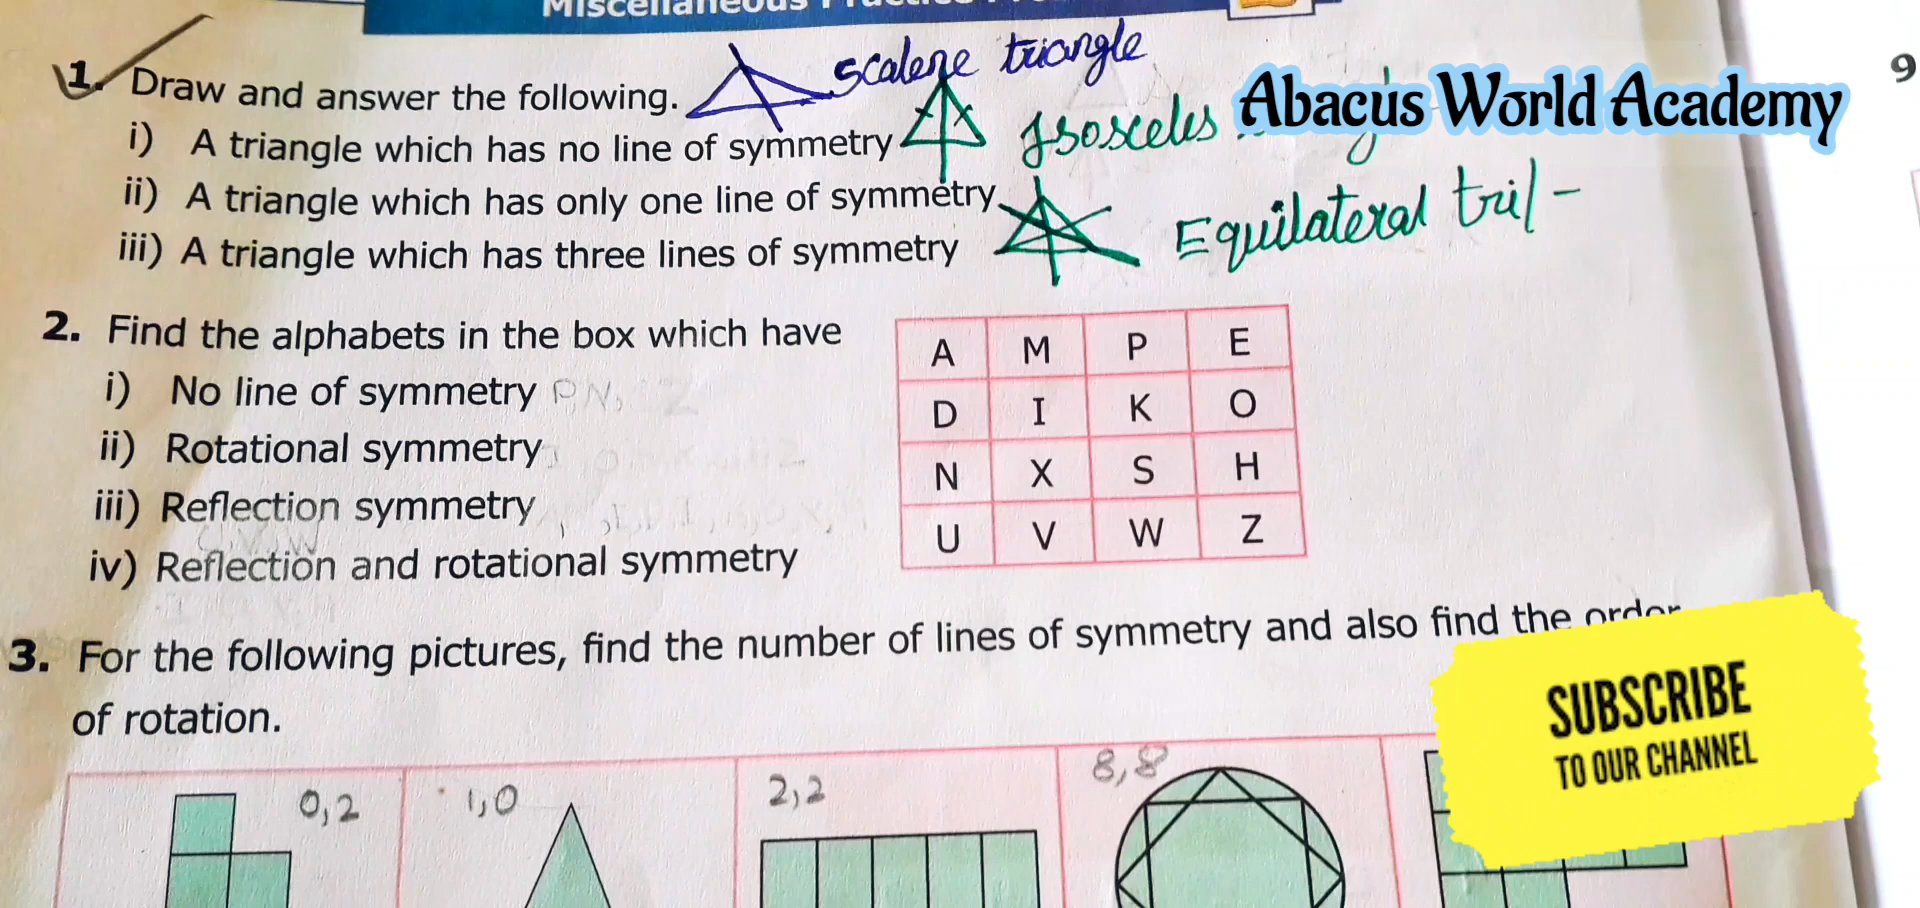 Miscellaneous Practice
1. Draw and answer the following.
scalene triangle
i) A triangle which has no line of symmetry
Isosceles
Abacus World Academy
9
ii) A triangle which has only one line of symmetry
iii) A triangle which has three lines of symmetry
Equilateral tri/-
2. Find the alphabets in the box which have
i) No line of symmetry P, N, Z
ii) Rotational symmetry
iii) Reflection symmetry
iv) Reflection and rotational symmetry
A M P E
D I K O
N X S H
U V W Z
3. For the following pictures, find the number of lines of symmetry and also find the order
of rotation.
0,2
1,0
2,2
8,8
SUBSCRIBE
TO OUR CHANNEL